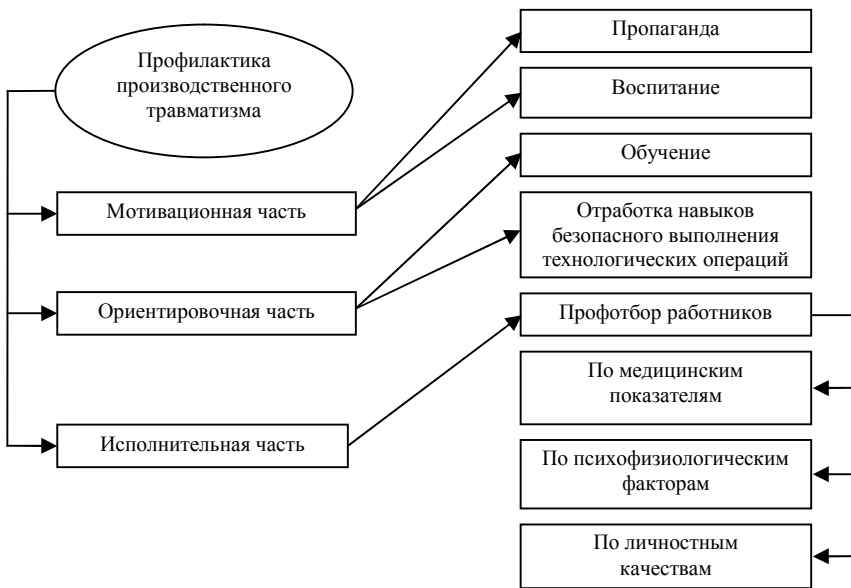 Профилактика
производственного
травматизма
Мотивационная часть
Ориентировочная часть
Исполнительная часть
Пропаганда
Воспитание
Обучение
Отработка навыков
безопасного выполнения
технологических операций
Профотбор работников
По медицинским
показателям
По психофизиологическим
факторам
По личностным
качествам